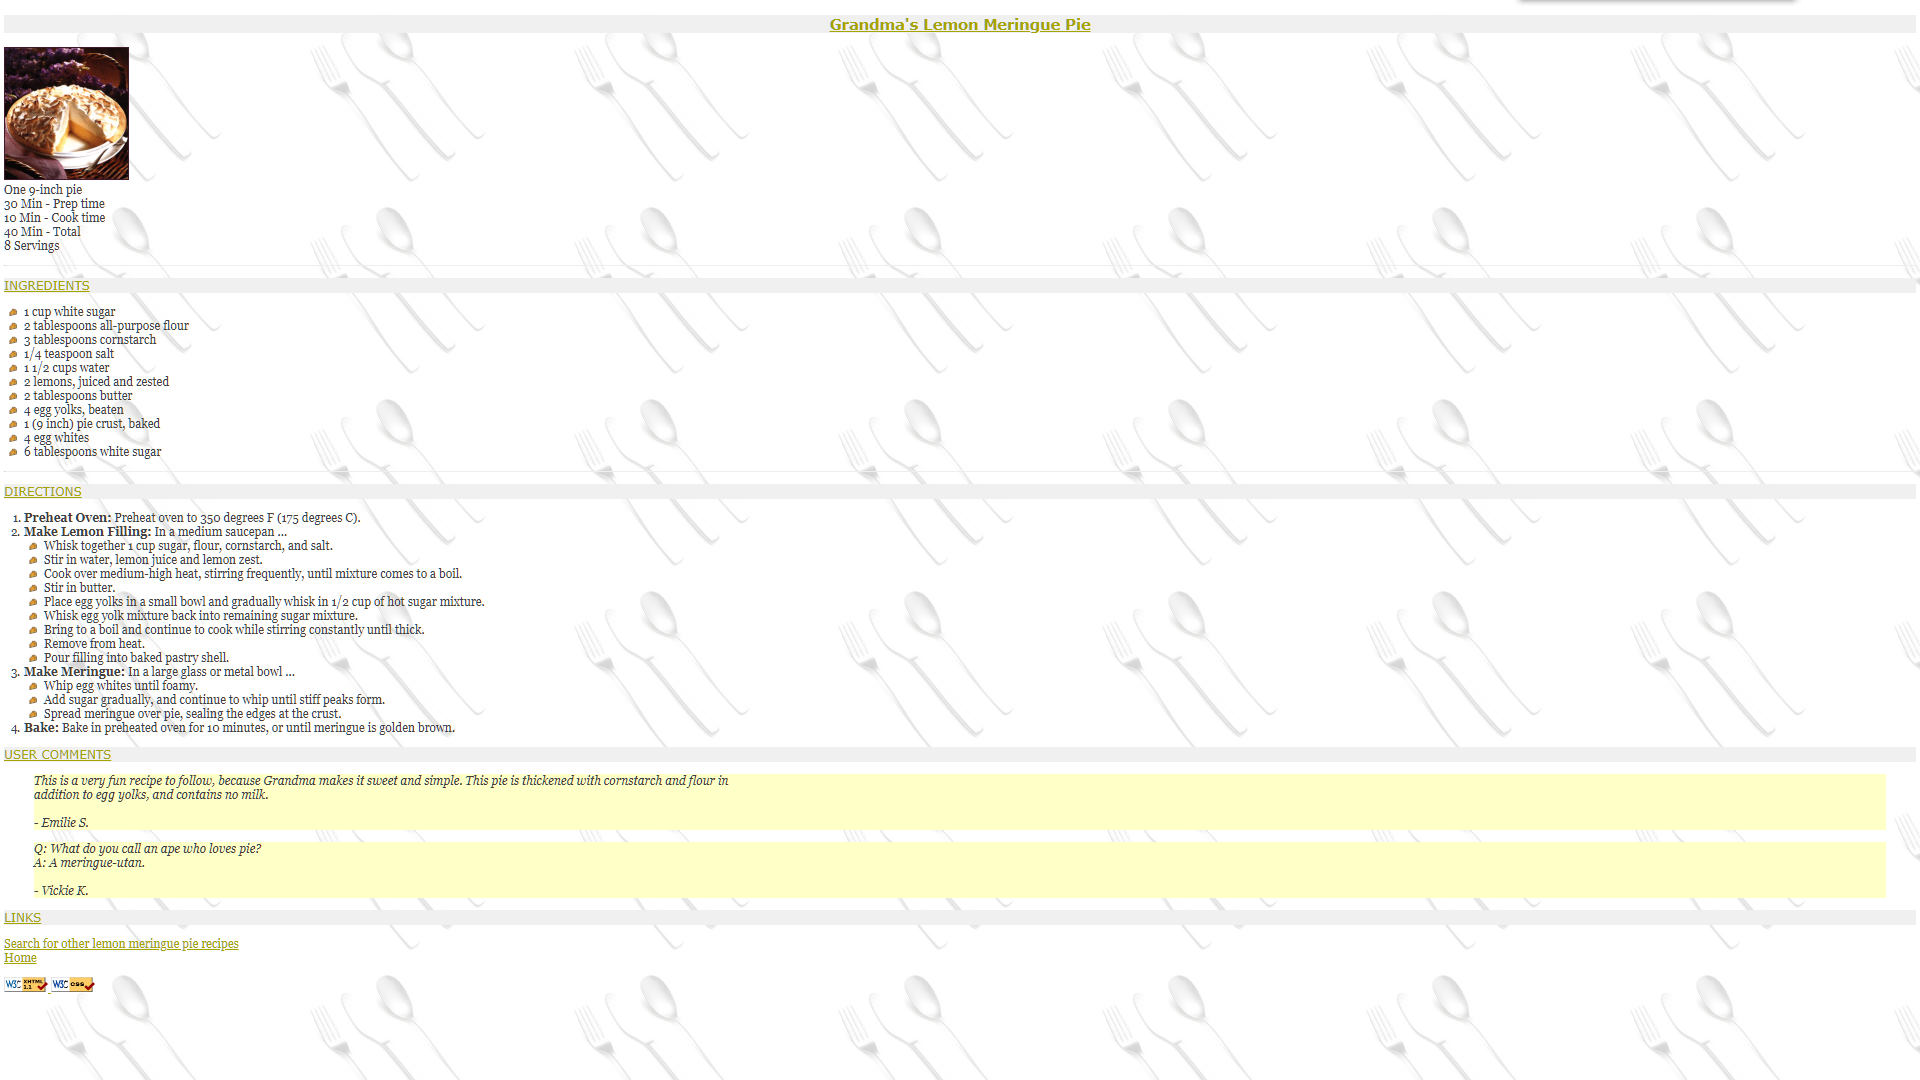 Grandma's Lemon Meringue Pie
One 9-inch pie
30 Min - Prep time
10 Min - Cook time
40 Min - Total
8 Servings
INGREDIENTS
1 cup white sugar
2 tablespoons all-purpose flour
3 tablespoons cornstarch
1/4 teaspoon salt
1 1/2 cups water
2 lemons, juiced and zested
2 tablespoons butter
4 egg yolks, beaten
1 (9 inch) pie crust, baked
4 egg whites
6 tablespoons white sugar
DIRECTIONS
1. Preheat Oven: Preheat oven to 350 degrees F (175 degrees C).
2. Make Lemon Filling: In a medium saucepan ...
Whisk together 1 cup sugar, flour, cornstarch, and salt.
Stir in water, lemon juice and lemon zest.
Cook over medium-high heat, stirring frequently, until mixture comes to a boil.
Stir in butter.
Place egg yolks in a small bowl and gradually whisk in 1/2 cup of hot sugar mixture.
Whisk egg yolk mixture back into remaining sugar mixture.
Bring to a boil and continue to cook while stirring constantly until thick.
Remove from heat.
Pour filling into baked pastry shell.
3. Make Meringue: In a large glass or metal bowl ...
Whip egg whites until foamy.
Add sugar gradually, and continue to whip until stiff peaks form.
Spread meringue over pie, sealing the edges at the crust.
4. Bake: Bake in preheated oven for 10 minutes, or until meringue is golden brown.
USER COMMENTS
This is a very fun recipe to follow, because Grandma makes it sweet and simple. This pie is thickened with cornstarch and flour in
addition to egg yolks, and contains no milk.
- Emilie S.
Q: What do you call an ape who loves pie?
A: A meringue-utan.
- Vickie K.
LINKS
Search for other lemon meringue pie recipes
Home
W3C XHTML 1.1 W3C CSS